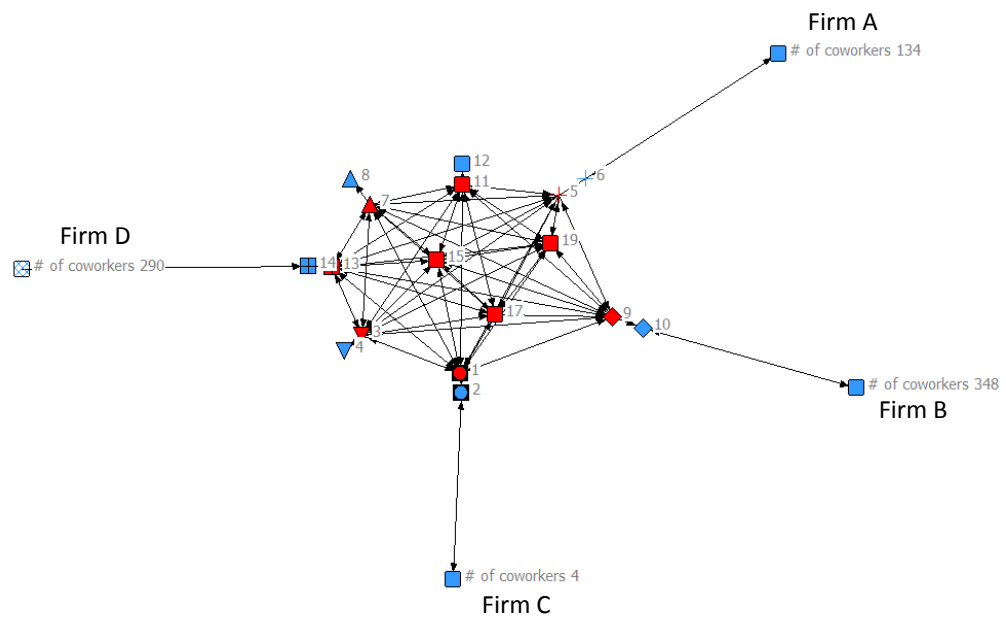 Firm A
# of coworkers 134
12
8
11
6
5
7
Firm D
19
15
# of coworkers 290
14
13
17
9
10
3
4
1
# of coworkers 348
2
Firm B
# of coworkers 4
Firm C